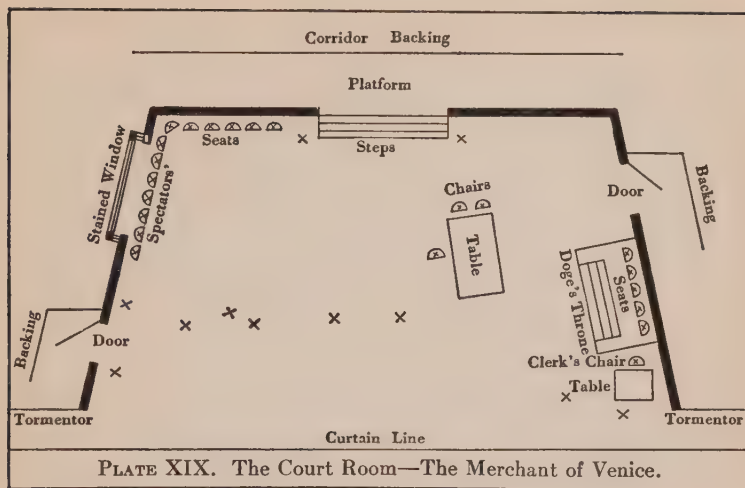 Corridor Backing
Platform
Seats
Steps
Stained Window
Spectators'
Chairs
Table
Door
Backing
Doge's Throne
Seats
Backing
Door
Clerk's Chair
Table
Tormentor
Tormentor
Curtain Line
PLATE XIX. The Court Room—The Merchant of Venice.